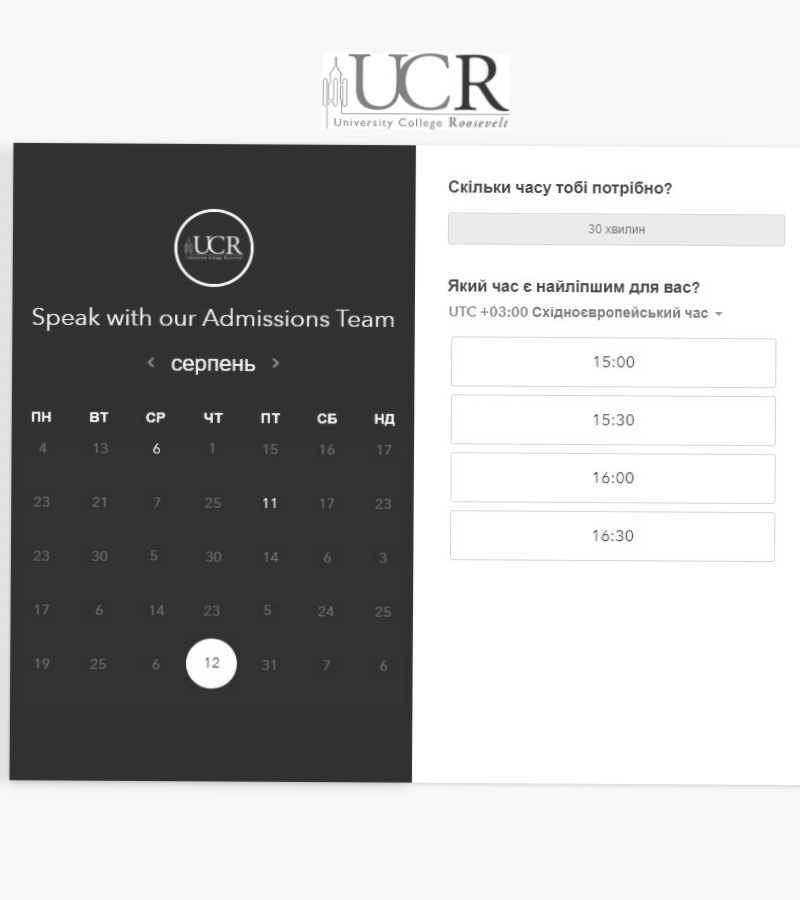 UCR
University College Roosevelt
UCR
University College Roosevelt
Speak with our Admissions Team
серпень
ПН ВТ СР ЧТ ПТ СБ НД
4 13 6 1 15 16 17
23 21 7 25 11 17 23
23 30 5 30 14 6 3
17 6 14 23 5 24 25
19 25 6 12 31 7 6
Скільки часу тобі потрібно?
30 хвилин
Який час є найліпшим для вас?
UTC +03:00 Східноєвропейський час
15:00
15:30
16:00
16:30